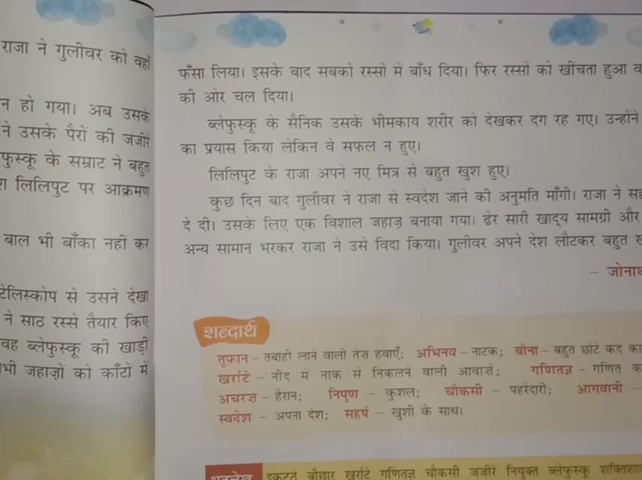 राजा ने गुलीवर को वहाँ
न हो गया। अब उसके
ने उसके पैरों की जंजीरें
फुस्कू के सम्राट ने बहुत
लिलिपुट पर आक्रमण
बाल भी बाँका नहीं कर
टेलिस्कोप से उसने देखा
ने साठ रस्से तैयार किए
वह ब्लेफुस्कू की खाड़ी
भी जहाज़ों को काँटों में
फँसा लिया। इसके बाद सबको रस्सों में बाँध दिया। फिर रस्सों को खींचता हुआ
की ओर चल दिया।
ब्लेफुस्कू के सैनिक उसके भीमकाय शरीर को देखकर दंग रह गए। उन्होंने
का प्रयास किया लेकिन वे सफल न हुए।
लिलिपुट के राजा अपने नए मित्र से बहुत खुश हुए।
कुछ दिन बाद गुलीवर ने राजा से स्वदेश जाने की अनुमति माँगी। राजा ने
दे दी। उसके लिए एक विशाल जहाज़ बनाया गया। ढेर सारी खाद्य सामग्री और
अन्य सामान भरकर राजा ने उसे विदा किया। गुलीवर अपने देश लौटकर बहुत
– जोनाथ
शब्दार्थ
तूफ़ान – तबाही लाने वाली तेज़ हवाएँ; अभिनय – नाटक; बौना – बहुत छोटे कद का
खर्राटे – नींद में नाक से निकलने वाली आवाज़ें; गणितज्ञ – गणित
अचरज – हैरान; निपुण – कुशल; चौकसी – पहरेदारी; आगवानी
स्वदेश – अपना देश; सहर्ष – खुशी के साथ।
श्रुतलेख इकट्ठे बौछार खर्राटे गणितज्ञ चौकसी जंजीरें नियुक्त ब्लेफुस्कू